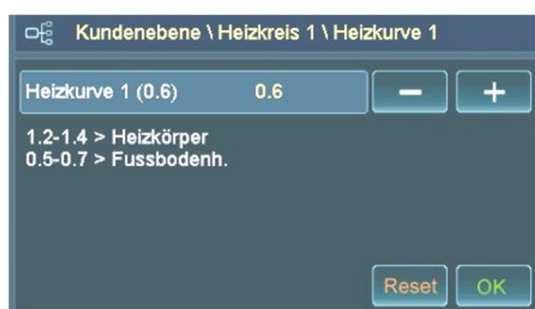 Kundenebene \ Heizkreis 1 \ Heizkurve 1
Heizkurve 1 (0.6) 0.6 − +
1.2-1.4 > Heizkörper
0.5-0.7 > Fussbodenh.
Reset OK